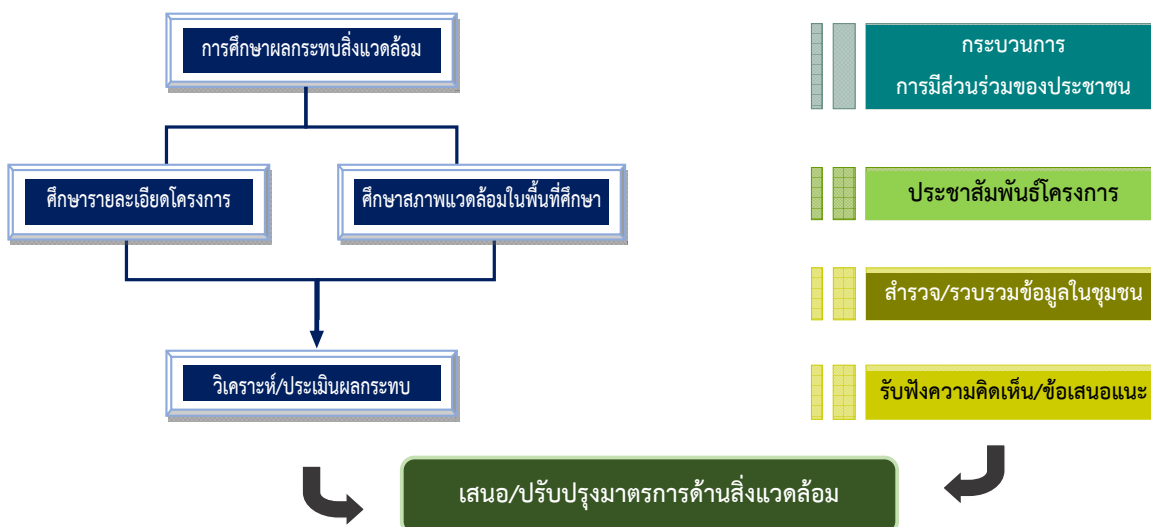 การศึกษาผลกระทบสิ่งแวดล้อม
ศึกษารายละเอียดโครงการ
ศึกษาสภาพแวดล้อมในพื้นที่ศึกษา
วิเคราะห์/ประเมินผลกระทบ
กระบวนการ
การมีส่วนร่วมของประชาชน
ประชาสัมพันธ์โครงการ
สำรวจ/รวบรวมข้อมูลในชุมชน
รับฟังความคิดเห็น/ข้อเสนอแนะ
เสนอ/ปรับปรุงมาตรการด้านสิ่งแวดล้อม